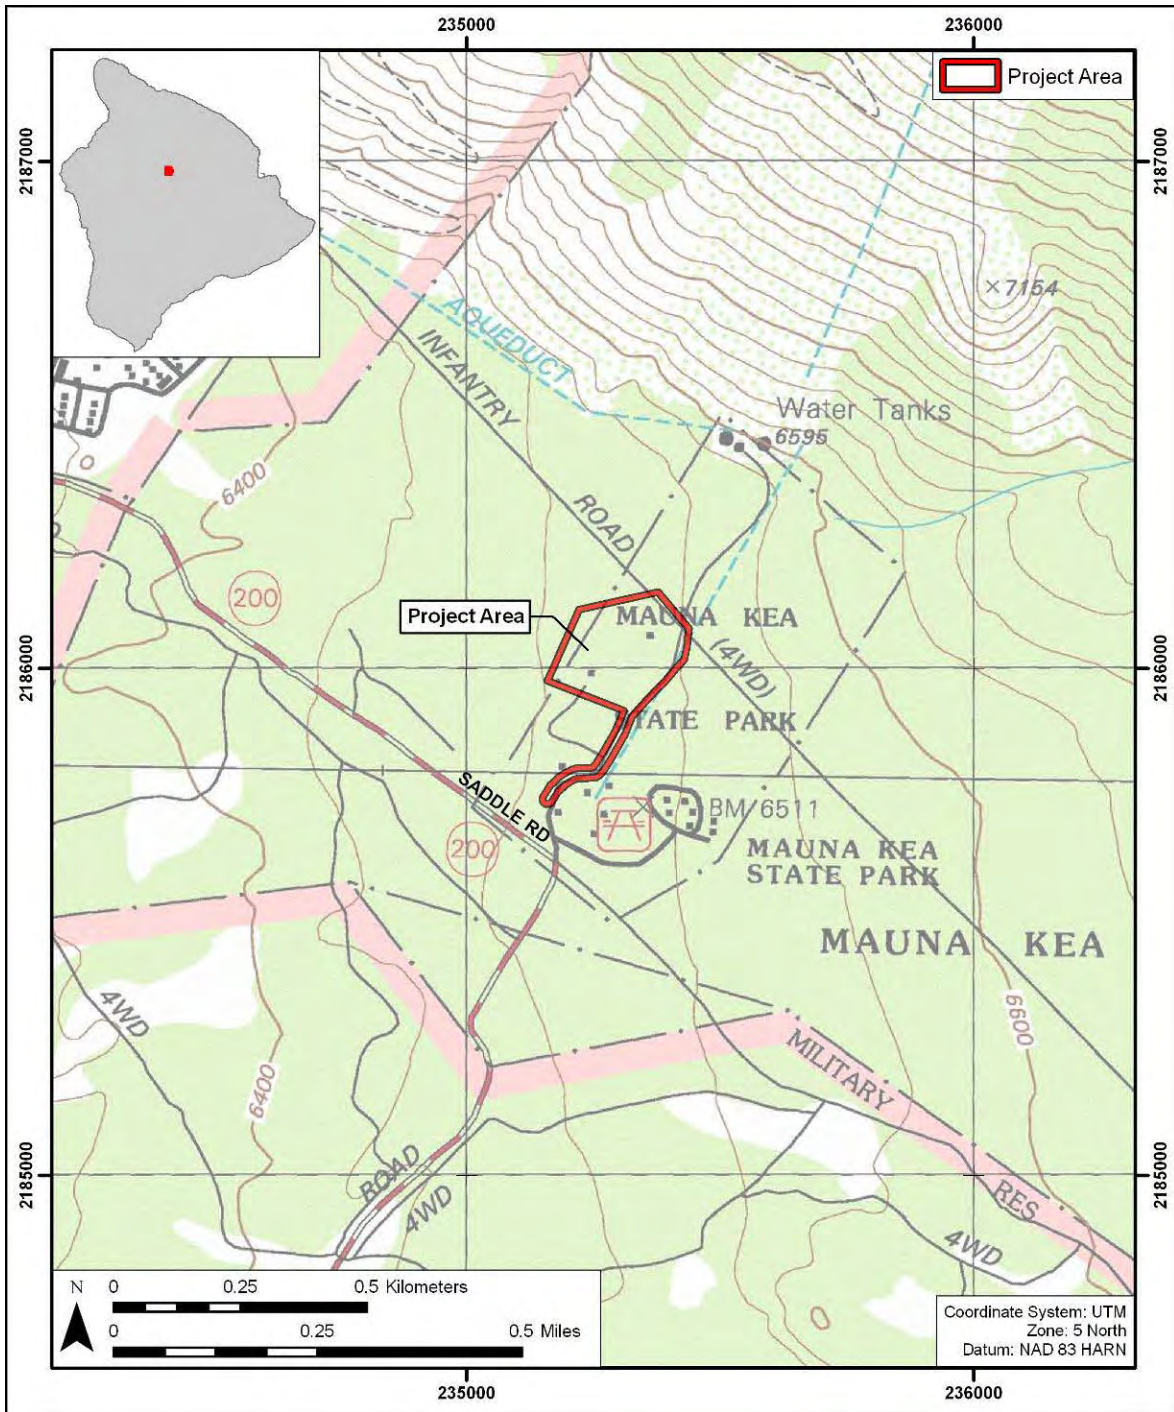 235000
236000
Project Area
2187000
2187000
7154
AQUEDUCT
INFANTRY
Water Tanks
6595
6400
ROAD
200
Project Area
MAUNA KEA
(4WD)
2186000
2186000
STATE PARK
SADDLE RD
BM 6511
200
MAUNA KEA
STATE PARK
MAUNA KEA
4WD
6600
6400
MILITARY
ROAD
4WD
RES
4WD
2185000
2185000
N
0 0.25 0.5 Kilometers
0 0.25 0.5 Miles
Coordinate System: UTM
Zone: 5 North
Datum: NAD 83 HARN
235000
236000